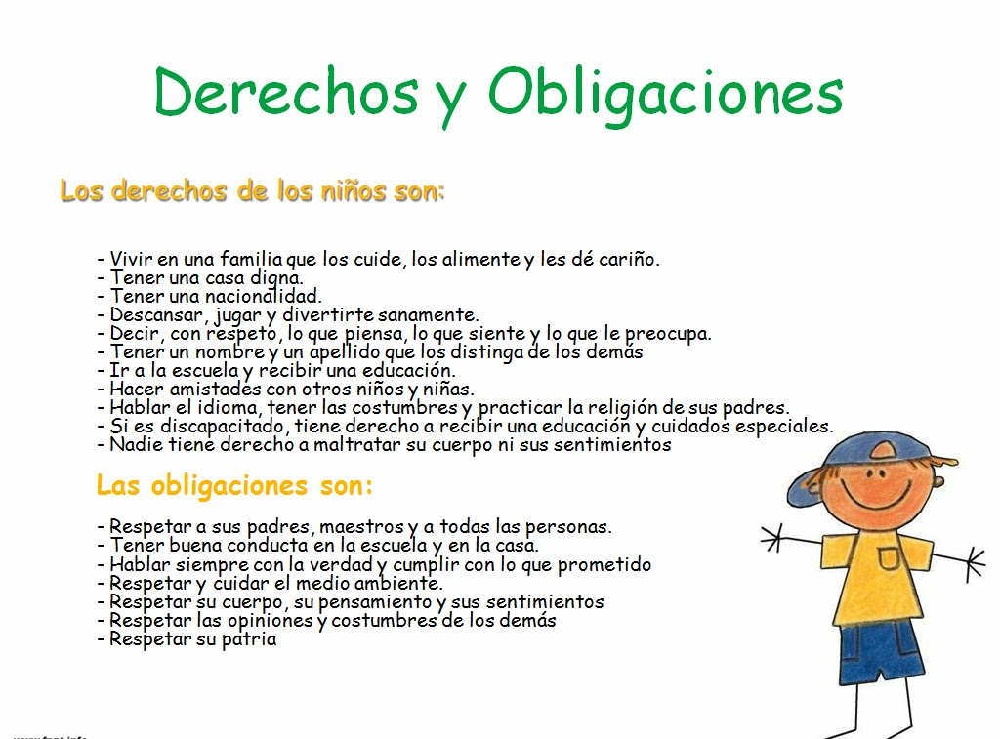 Derechos y Obligaciones
Los derechos de los niños son:
- Vivir en una familia que los cuide, los alimente y les dé cariño.
- Tener una casa digna.
- Tener una nacionalidad.
- Descansar, jugar y divertirte sanamente.
- Decir, con respeto, lo que piensa, lo que siente y lo que le preocupa.
- Tener un nombre y un apellido que los distinga de los demás
- Ir a la escuela y recibir una educación.
- Hacer amistades con otros niños y niñas.
- Hablar el idioma, tener las costumbres y practicar la religión de sus padres.
- Si es discapacitado, tiene derecho a recibir una educación y cuidados especiales.
- Nadie tiene derecho a maltratar su cuerpo ni sus sentimientos
Las obligaciones son:
- Respetar a sus padres, maestros y a todas las personas.
- Tener buena conducta en la escuela y en la casa.
- Hablar siempre con la verdad y cumplir con lo que prometido
- Respetar y cuidar el medio ambiente.
- Respetar su cuerpo, su pensamiento y sus sentimientos
- Respetar las opiniones y costumbres de los demás
- Respetar su patria